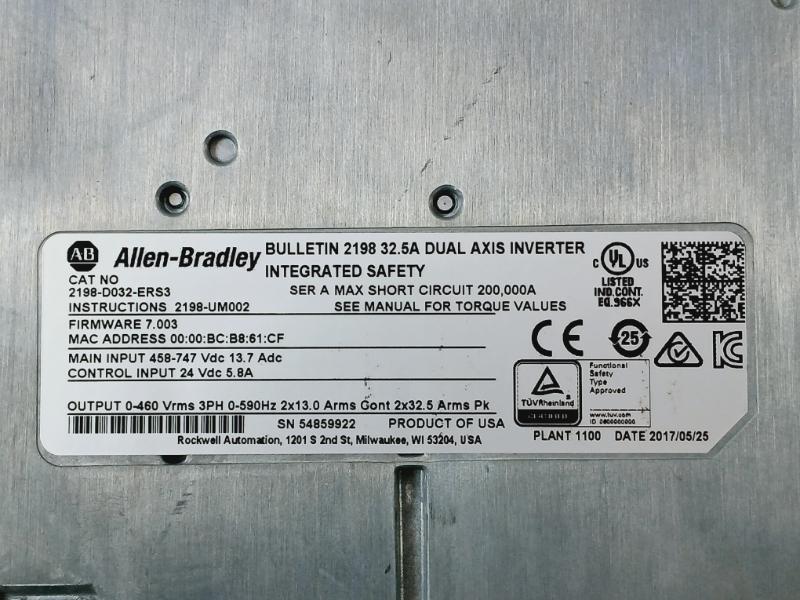 AB Allen-Bradley
BULLETIN 2198 32.5A DUAL AXIS INVERTER
INTEGRATED SAFETY
CAT NO
2198-D032-ERS3
SER A MAX SHORT CIRCUIT 200,000A
INSTRUCTIONS 2198-UM002
SEE MANUAL FOR TORQUE VALUES
FIRMWARE 7.003
MAC ADDRESS 00:00:BC:B8:61:CF
MAIN INPUT 458-747 Vdc 13.7 Adc
CONTROL INPUT 24 Vdc 5.8A
OUTPUT 0-460 Vrms 3PH 0-590Hz 2x13.0 Arms Cont 2x32.5 Arms Pk
SN 54859922
PRODUCT OF USA
Rockwell Automation, 1201 S 2nd St, Milwaukee, WI 53204, USA
c UL US
LISTED
IND.CONT.
EQ.966X
CE
25
KC
TÜVRheinland
Functional
Safety
Type
Approved
www.tuv.com
PLANT 1100 DATE 2017/05/25